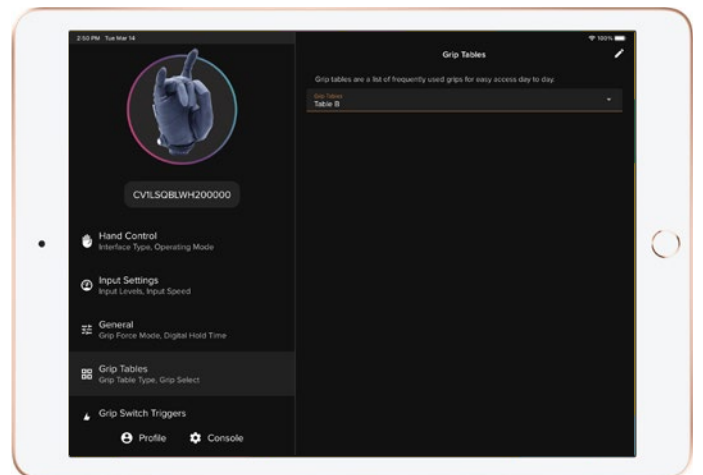 2:50 PM Tue Mar 14
100%
Grip Tables
Grip tables are a list of frequently used grips for easy access day to day.
Grip Tables
Table B
CV1LSQBLWH200000
Hand Control
Interface Type, Operating Mode
Input Settings
Input Levels, Input Speed
General
Grip Force Mode, Digital Hold Time
Grip Tables
Grip Table Type, Grip Select
Grip Switch Triggers
Profile Console